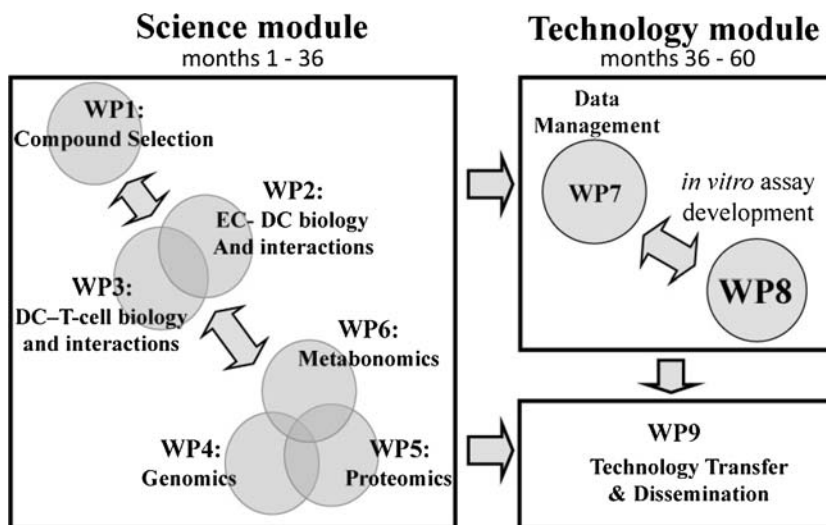 Science module
months 1 - 36
WP1:
Compound Selection
WP2:
EC- DC biology
And interactions
WP3:
DC–T-cell biology
and interactions
WP6:
Metabonomics
WP4:
Genomics
WP5:
Proteomics
Technology module
months 36 - 60
Data
Management
WP7
in vitro assay
development
WP8
WP9
Technology Transfer
& Dissemination